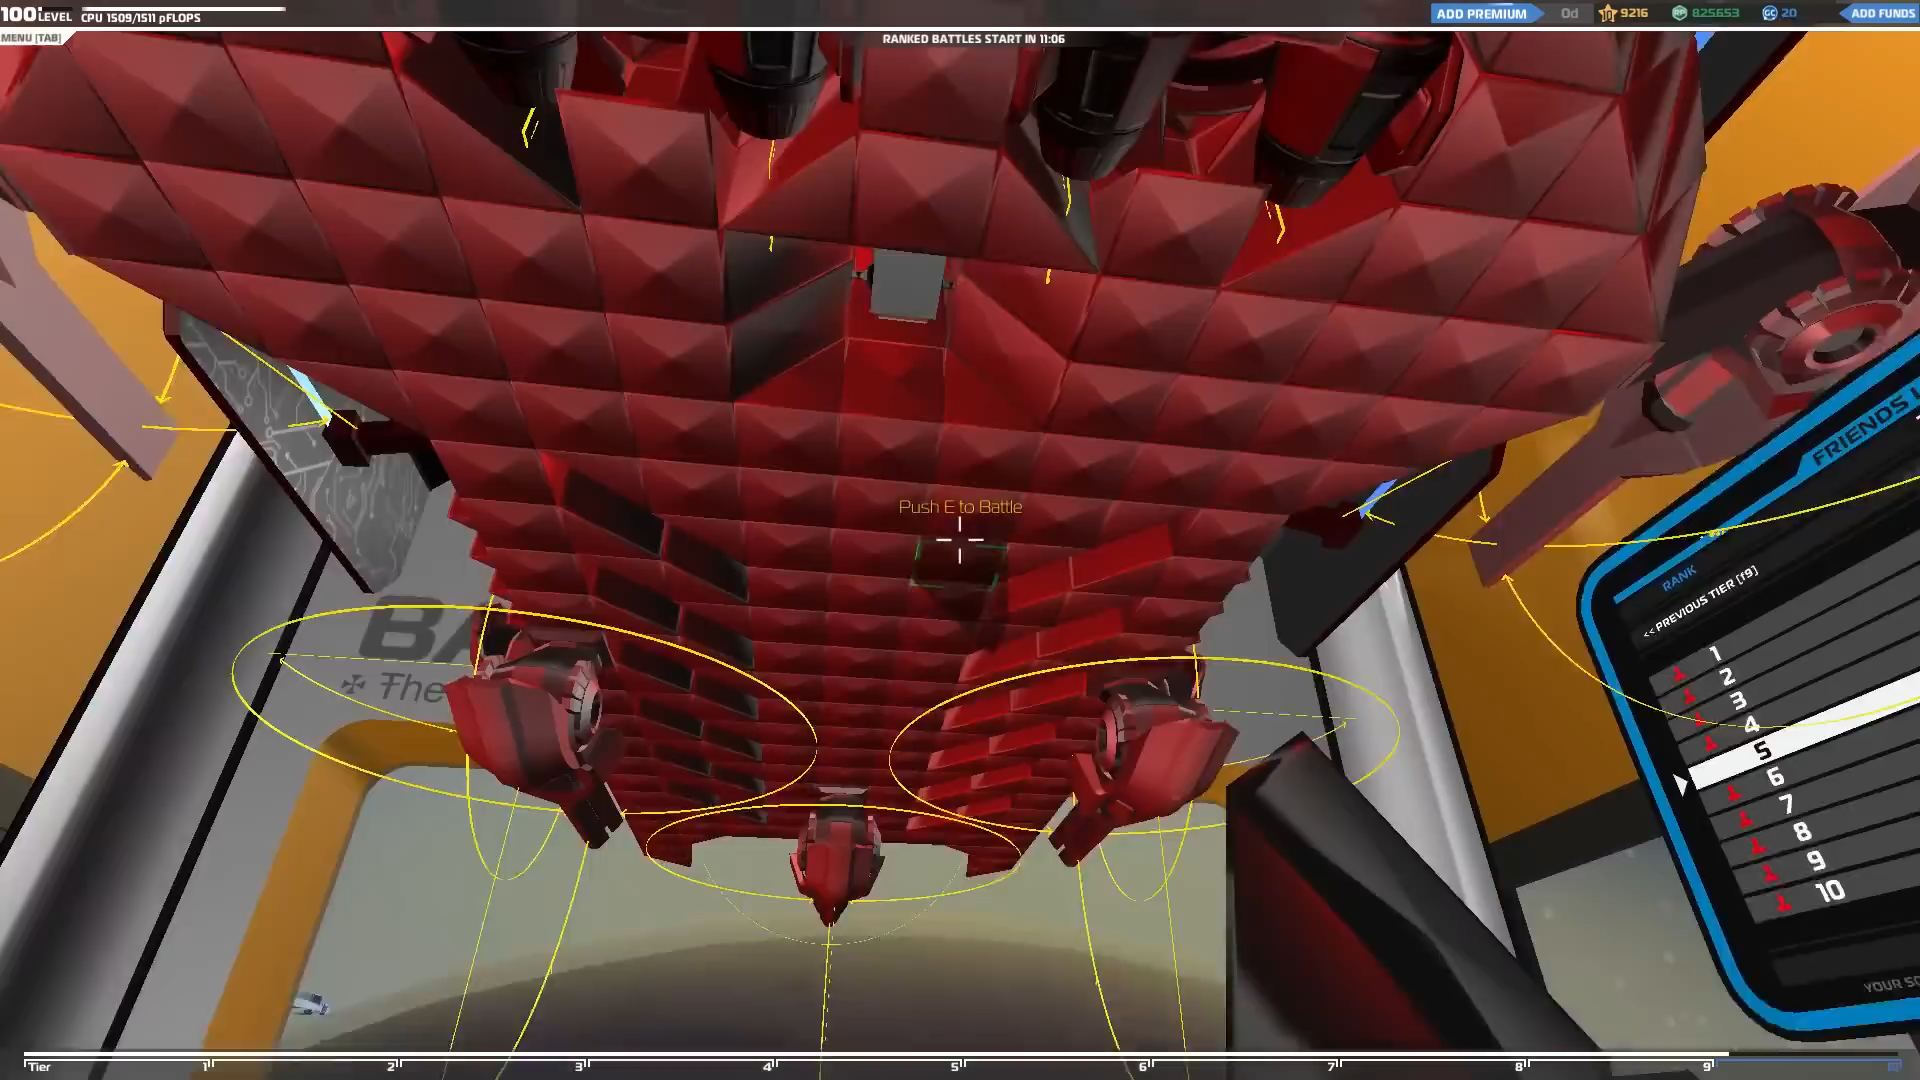 100 LEVEL CPU 1509/1511 pFLOPS
ADD PREMIUM 0d 9216 825653 20 ADD FUNDS
MENU [TAB]
RANKED BATTLES START IN 11:06
Push E to Battle
FRIENDS
RANK
<< PREVIOUS TIER [f9]
1
2
3
4
5
6
7
8
9
10
The
Tier 1 2 3 4 5 6 7 8 9